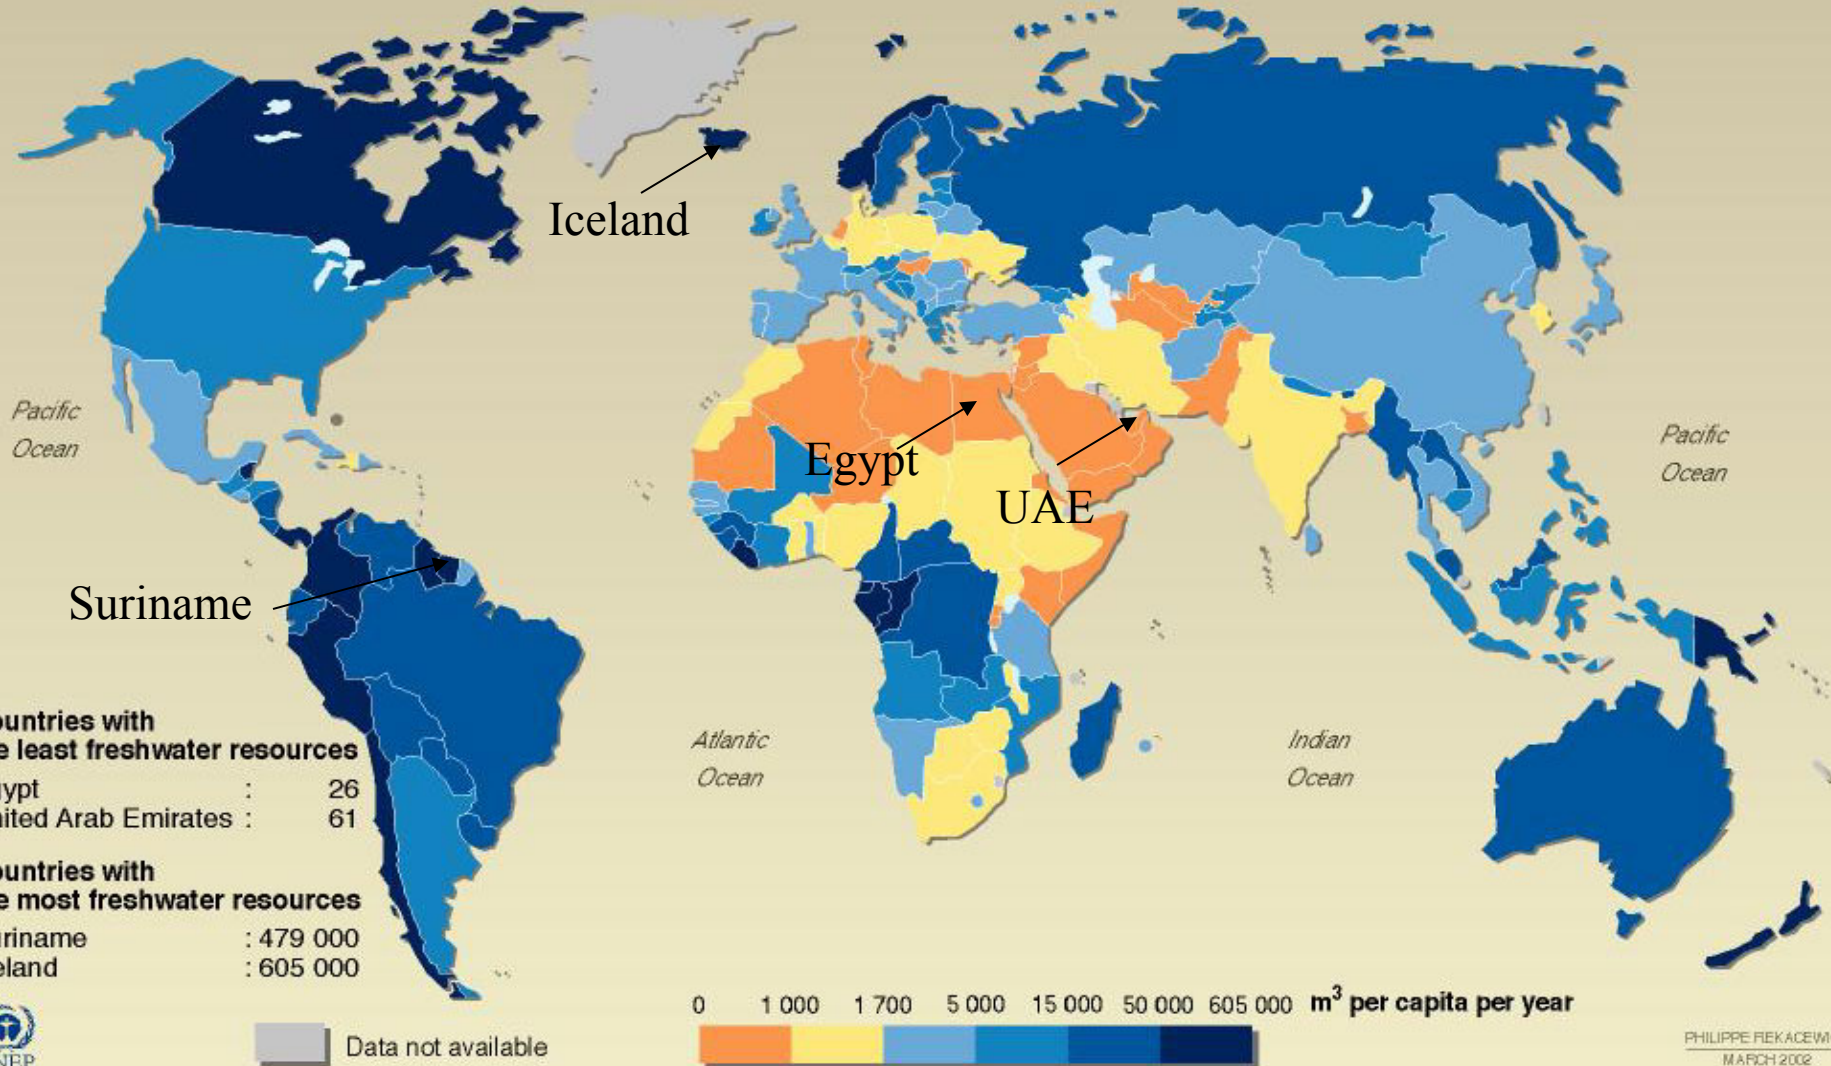 Iceland
Pacific
Ocean
Egypt
UAE
Pacific
Ocean
Suriname
ountries with
e least freshwater resources
ypt : 26
nited Arab Emirates : 61
ountries with
e most freshwater resources
uriname : 479 000
eland : 605 000
Atlantic
Ocean
Indian
Ocean
0 1 000 1 700 5 000 15 000 50 000 605 000 m³ per capita per year
Data not available
NEP
PHILIPPE REKACEWI
MARCH 2002